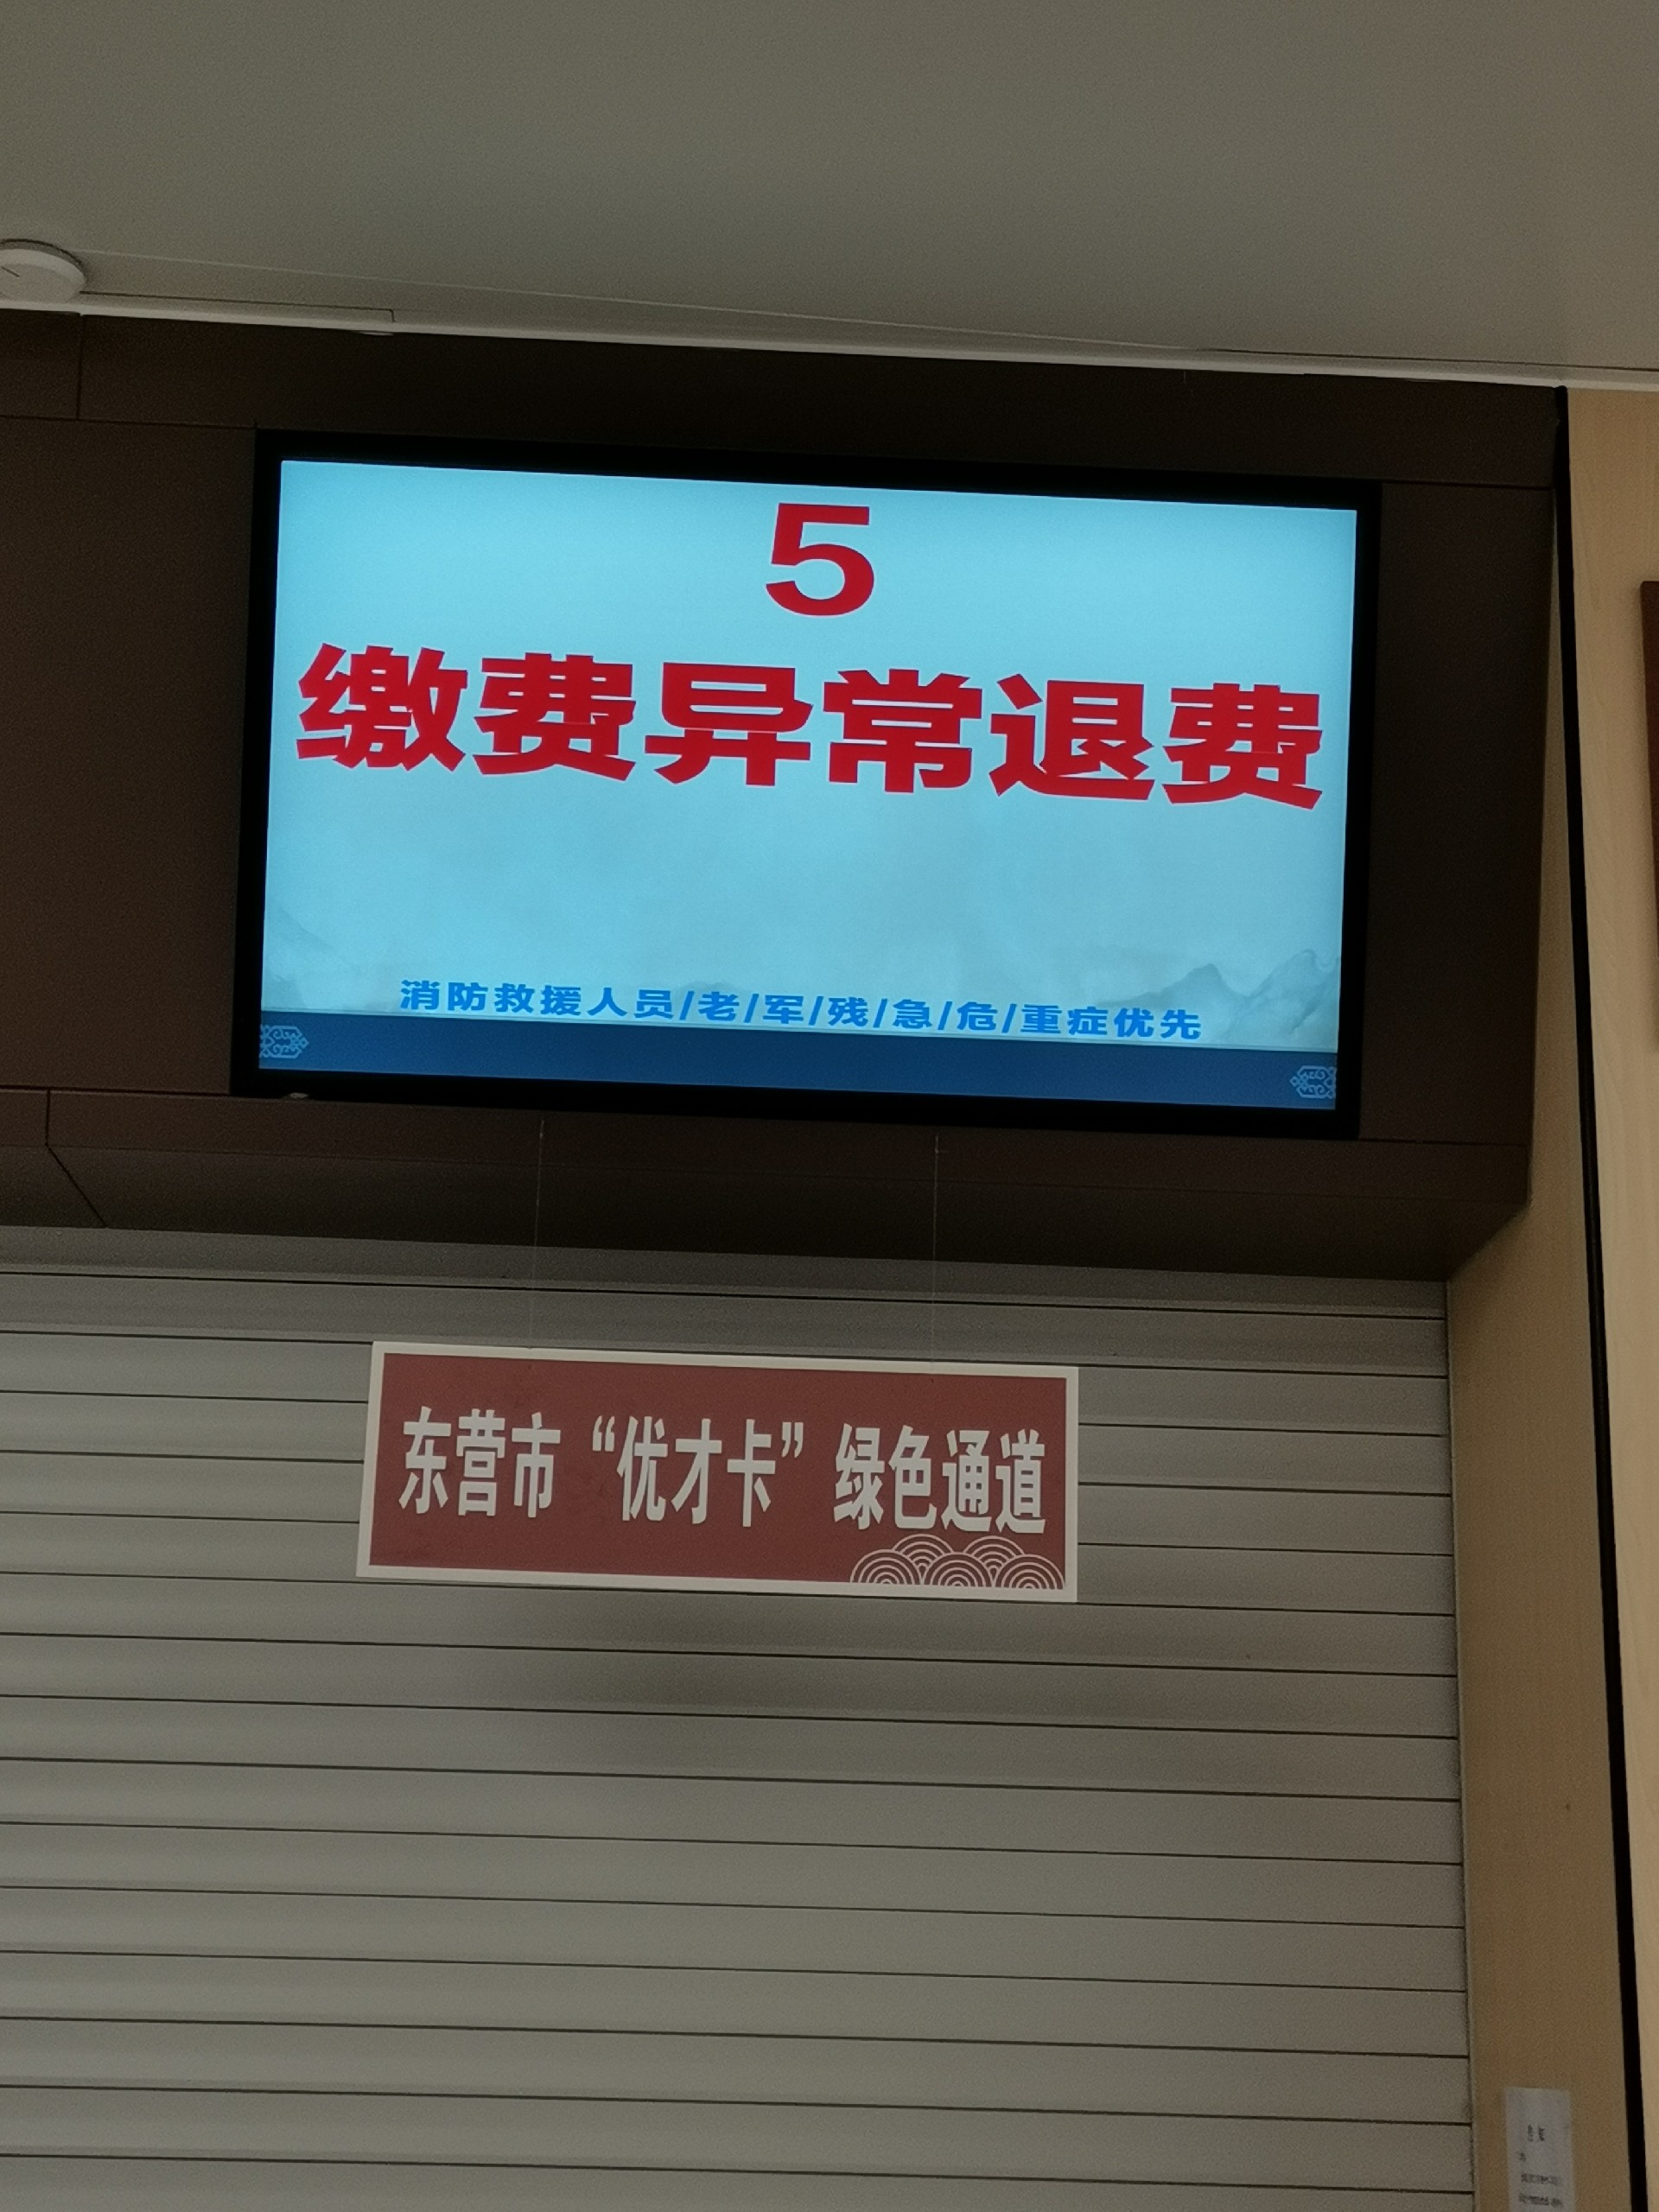 5
缴费异常退费
消防救援人员/老/军/残/急/危/重症优先
东营市“优才卡”绿色通道